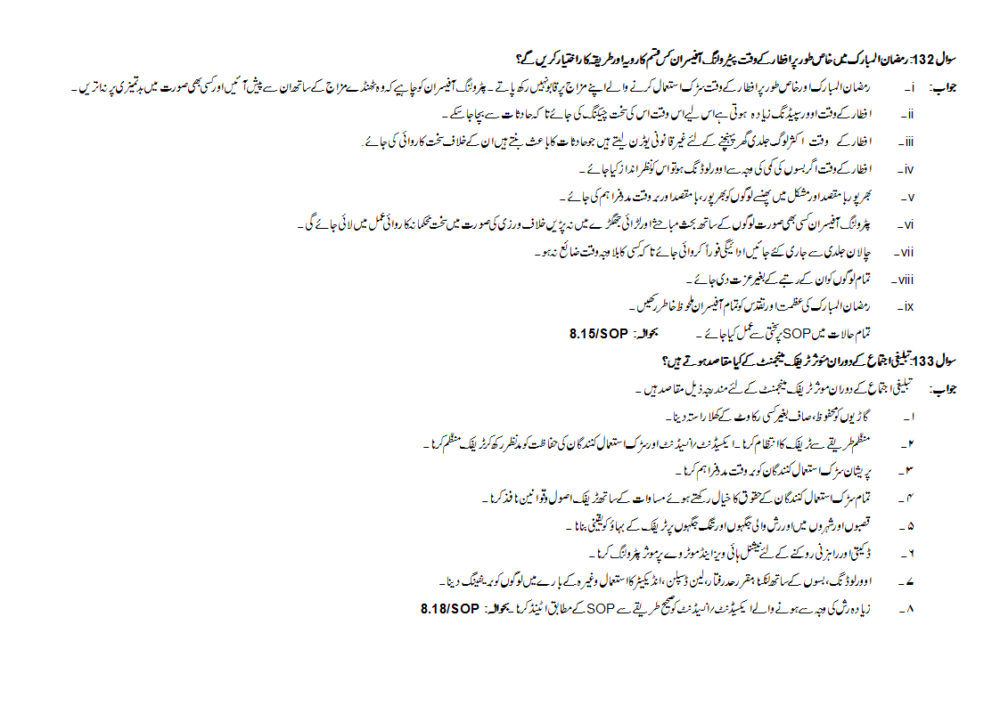 سوال 132: رمضان المبارک میں خاص طور پر افطار کے وقت پیٹرولنگ آفیسران کس قسم کا رویہ اور طریقہ کار اختیار کریں گے؟
جواب: i۔ رمضان المبارک اور خاص طور پر افطار کے وقت سڑک استعمال کرنے والے اپنے مزاج پر قابو نہیں رکھ پاتے ۔ پٹرولنگ آفیسران کو چاہیے کہ وہ ٹھنڈے مزاج کے ساتھ ان سے پیش آئیں اور کسی بھی صورت میں بدتمیزی پر نہ اتریں ۔
ii۔ افطار کے وقت اوور سپیڈنگ زیادہ ہوتی ہے اس لیے اس وقت اس کی سخت چیکنگ کی جائے تاکہ حادثات سے بچا جا سکے ۔
iii۔ افطار کے وقت اکثر لوگ جلدی گھر پہنچنے کے لئے غیر قانونی یوٹرن لیتے ہیں جو حادثات کا باعث بنتے ہیں ان کے خلاف سخت کاروائی کی جائے.
iv۔ افطار کے وقت اگر بسوں کی کمی کی وجہ سے اوورلوڈنگ ہو تو اس کو نظر انداز کیا جائے ۔
v۔ بھرپور با مقصد اور مشکل میں پھنسے لوگوں کو بھرپور، بامقصد اور بروقت مدد فراہم کی جائے ۔
vi۔ پٹرولنگ آفیسران کسی بھی صورت لوگوں کے ساتھ بحث مباحثے اور لڑائی جھگڑے میں نہ پڑیں خلاف ورزی کی صورت میں سخت محکمانہ کاروائی عمل میں لائی جائے گی ۔
vii۔ چالان جلدی سے جاری کئے جائیں ادائیگی فوراً کروائی جائے تاکہ کسی کا بلا وجہ وقت ضائع نہ ہو۔
viii۔ تمام لوگوں کو ان کے رتبے کے بغیر عزت دی جائے ۔
ix۔ رمضان المبارک کی عظمت اور تقدس کو تمام آفیسران ملحوظ خاطر رکھیں ۔
تمام حالات میں SOP پر سختی سے عمل کیا جائے ۔ بحوالہ: 8.15/SOP
سوال 133: تبلیغی اجتماع کے دوران موثر ٹریفک مینجمنٹ کے کیا مقاصد ہوتے ہیں؟
جواب: تبلیغی اجتماع کے دوران موثر ٹریفک مینجمنٹ کے لئے مندرجہ ذیل مقاصد ہیں ۔
۱۔ گاڑیوں کو محفوظ، صاف بغیر کسی رکاوٹ کے کھلا راستہ دینا ۔
۲۔ منظم طریقے سے ٹریفک کا انتظام کرنا ۔ ایکسیڈنٹ / انسیڈنٹ اور سڑک استعمال کنندگان کی حفاظت کو مدنظر رکھ کر ٹریفک منظم کرنا ۔
۳۔ پریشان سڑک استعمال کنندگان کو بروقت مدد فراہم کرنا ۔
۴۔ تمام سڑک استعمال کنندگان کے حقوق کا خیال رکھتے ہوئے مساوات کے ساتھ ٹریفک اصول و قوانین نافذ کرنا ۔
۵۔ قصبوں اور شہروں میں اور رش والی جگہوں اور تنگ جگہوں پر ٹریفک کے بہاؤ کو یقینی بنانا ۔
۶۔ ڈکیتی اور راہزنی روکنے کے لئے نیشنل ہائی ویز اینڈ موٹروے پر موثر پٹرولنگ کرنا ۔
۷۔ اوورلوڈنگ، بسوں کے ساتھ لٹکنا مقرر حد رفتار، لین ڈسپلن، انڈیکیٹر کا استعمال وغیرہ کے بارے میں لوگوں کو بریفینگ دینا ۔
۸۔ زیادہ رش کی وجہ سے ہونے والے ایکسیڈنٹ / انسیڈنٹ کو صحیح طریقے سے SOP کے مطابق اٹینڈ کرنا ۔ بحوالہ: 8.18/SOP